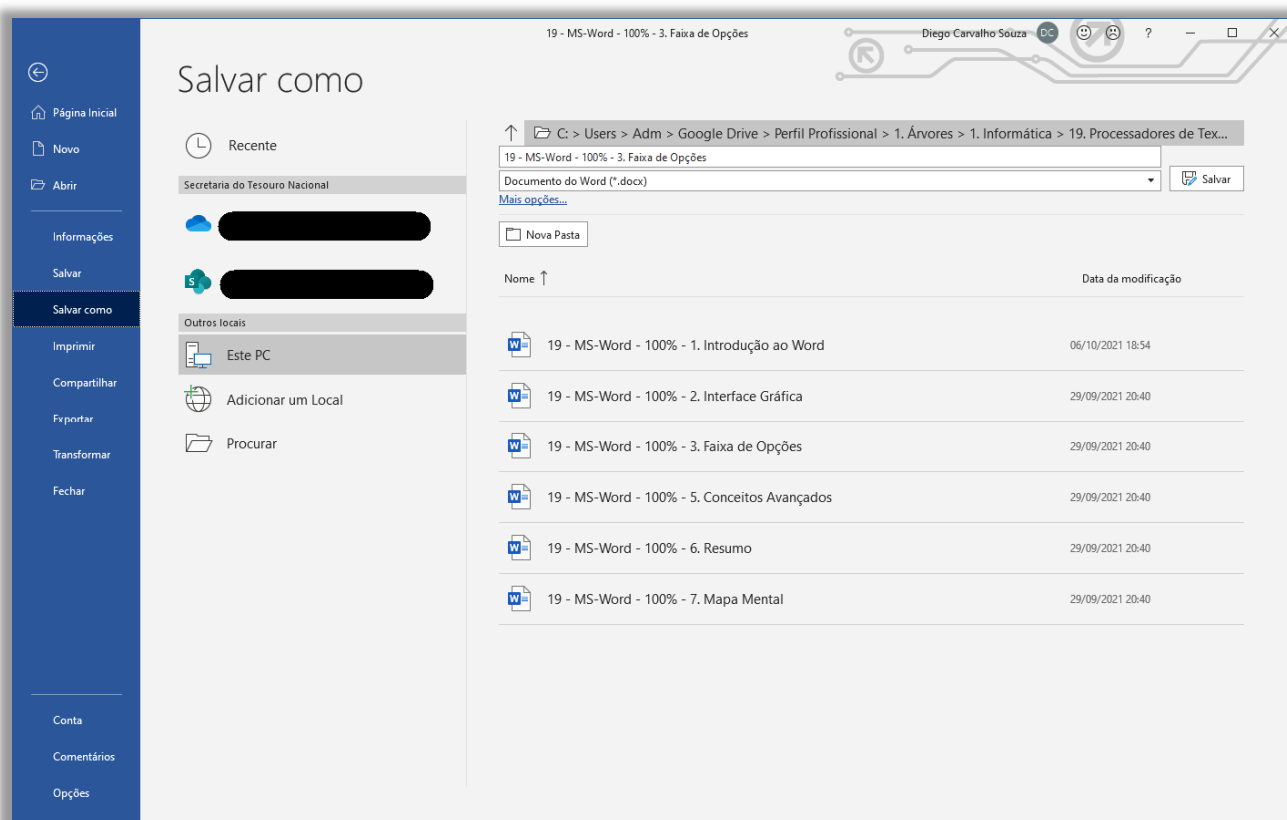 19 - MS-Word - 100% - 3. Faixa de Opções
Diego Carvalho Souza
DC
?
Salvar como
Página Inicial
Novo
Abrir
Informações
Salvar
Salvar como
Imprimir
Compartilhar
Exportar
Transformar
Fechar
Conta
Comentários
Opções
Recente
Secretaria do Tesouro Nacional
S
Outros locais
Este PC
Adicionar um Local
Procurar
C: > Users > Adm > Google Drive > Perfil Profissional > 1. Árvores > 1. Informática > 19. Processadores de Tex...
19 - MS-Word - 100% - 3. Faixa de Opções
Documento do Word (*.docx)
Salvar
Mais opções...
Nova Pasta
Nome ↑ Data da modificação
19 - MS-Word - 100% - 1. Introdução ao Word 06/10/2021 18:54
19 - MS-Word - 100% - 2. Interface Gráfica 29/09/2021 20:40
19 - MS-Word - 100% - 3. Faixa de Opções 29/09/2021 20:40
19 - MS-Word - 100% - 5. Conceitos Avançados 29/09/2021 20:40
19 - MS-Word - 100% - 6. Resumo 29/09/2021 20:40
19 - MS-Word - 100% - 7. Mapa Mental 29/09/2021 20:40